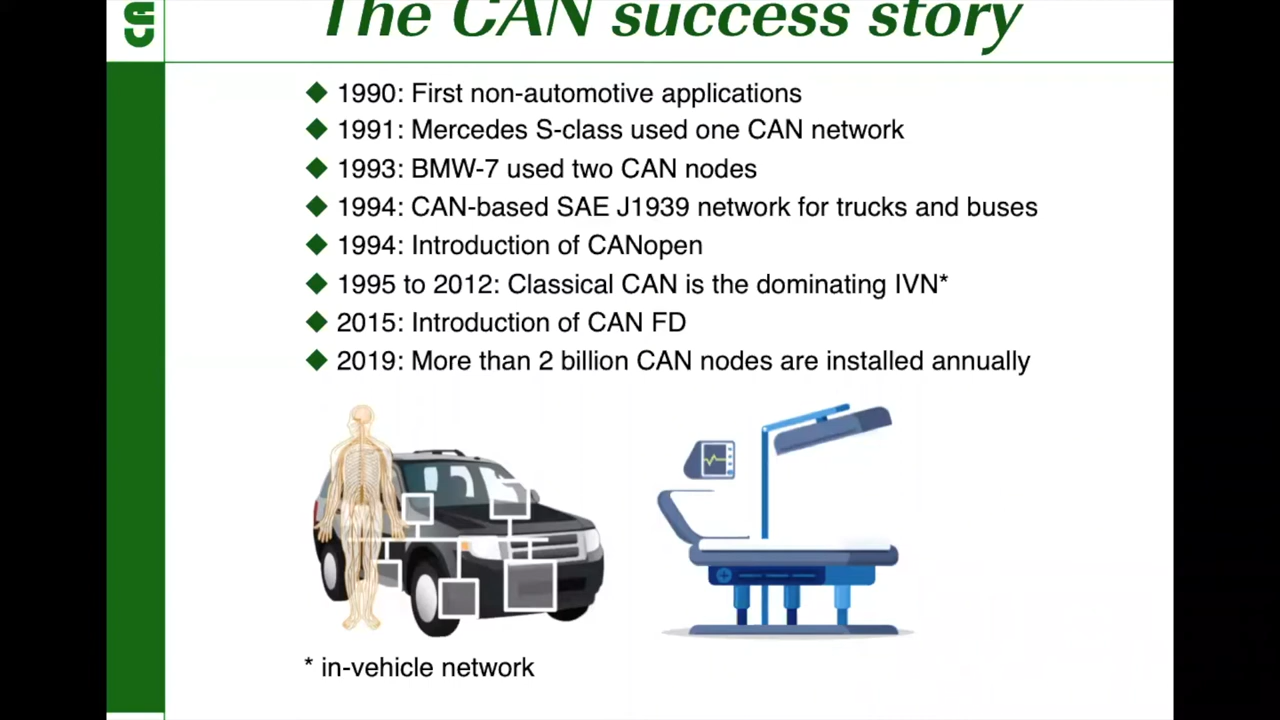 The CAN success story
1990: First non-automotive applications
1991: Mercedes S-class used one CAN network
1993: BMW-7 used two CAN nodes
1994: CAN-based SAE J1939 network for trucks and buses
1994: Introduction of CANopen
1995 to 2012: Classical CAN is the dominating IVN*
2015: Introduction of CAN FD
2019: More than 2 billion CAN nodes are installed annually
* in-vehicle network